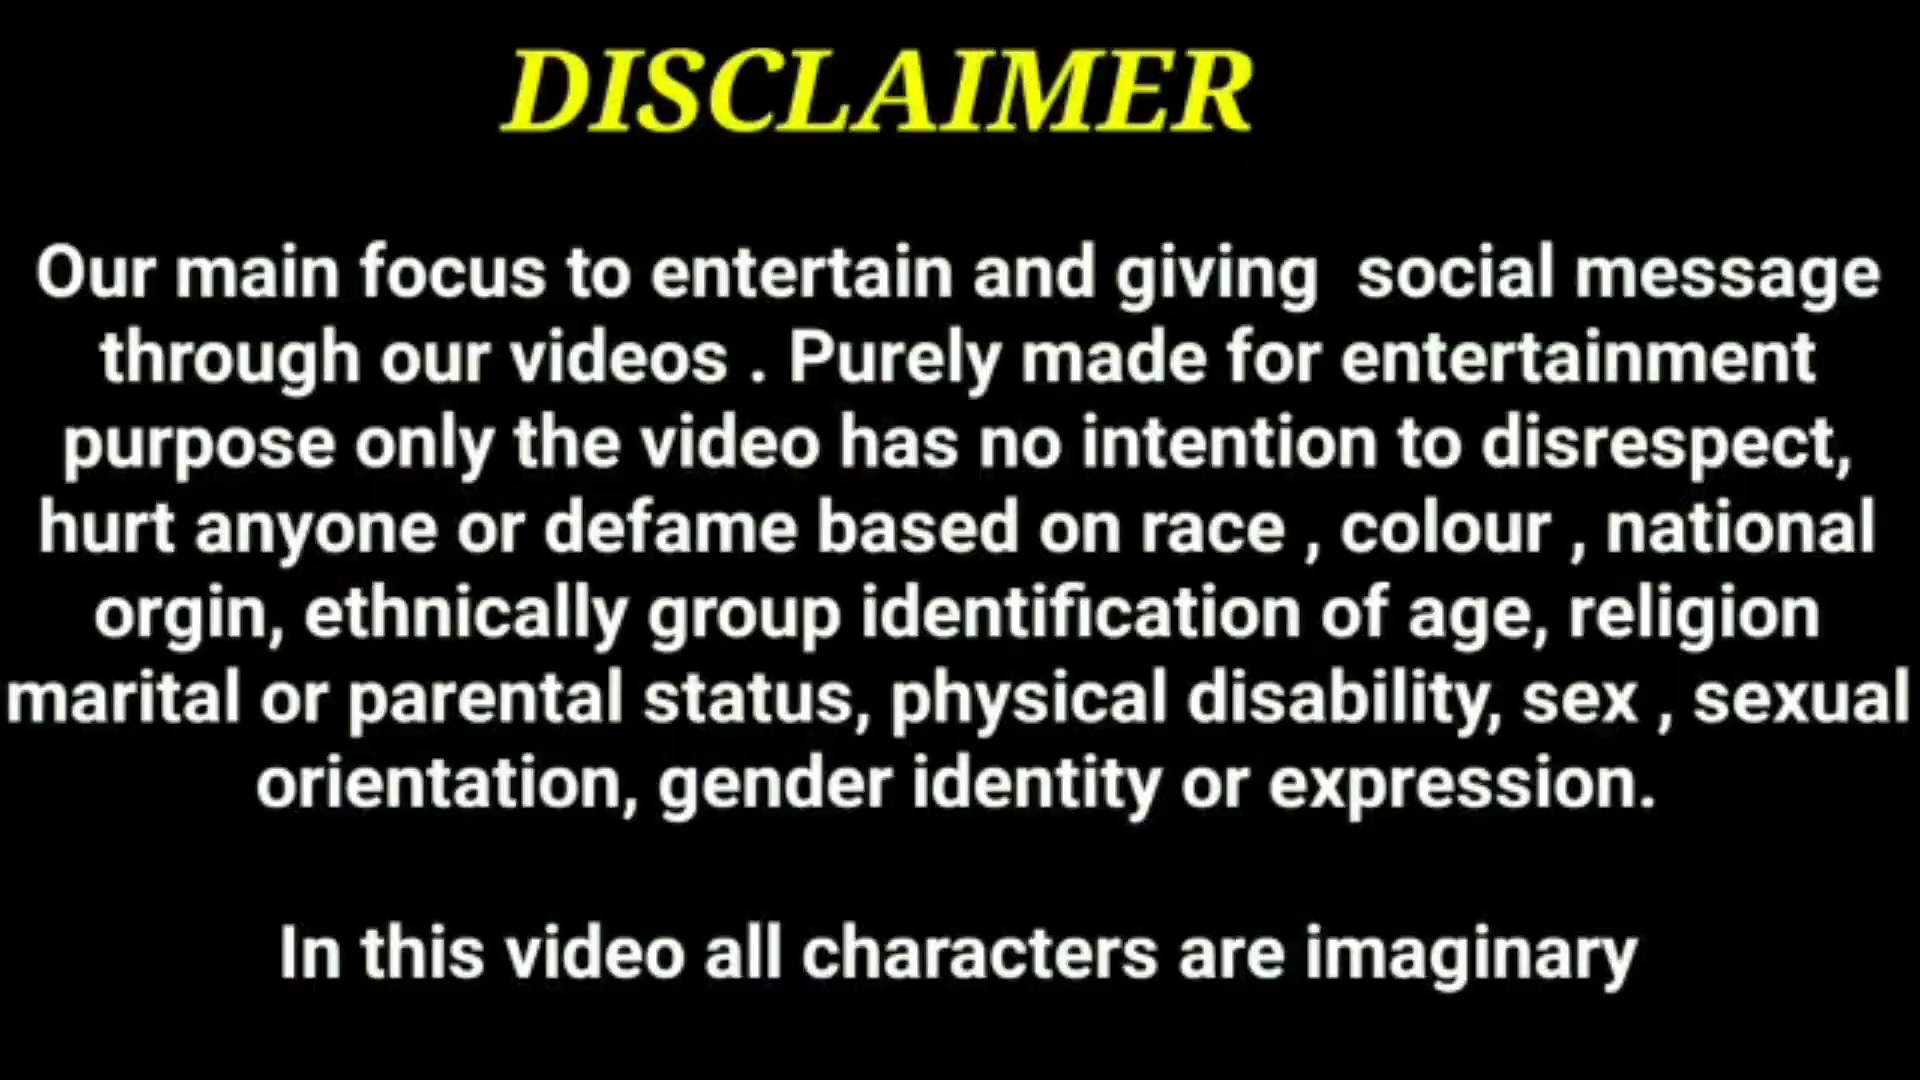 DISCLAIMER
Our main focus to entertain and giving  social message
through our videos . Purely made for entertainment
purpose only the video has no intention to disrespect,
hurt anyone or defame based on race , colour , national
orgin, ethnically group identification of age, religion
marital or parental status, physical disability, sex , sexual
orientation, gender identity or expression.
In this video all characters are imaginary